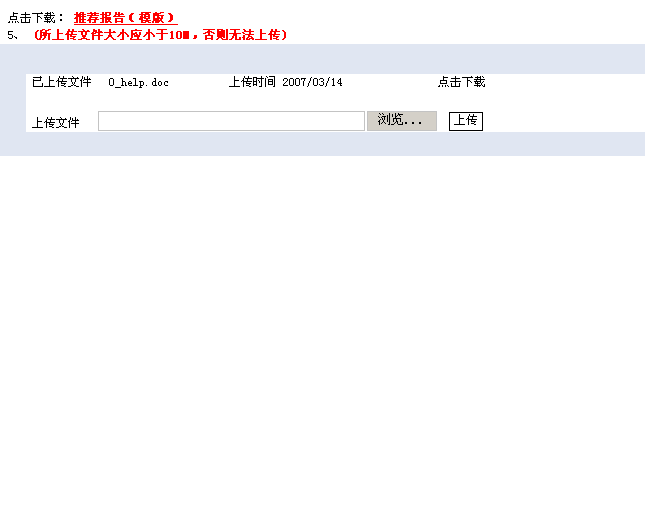 点击下载： 推荐报告（模版）
5、 (所上传文件大小应小于10M，否则无法上传)
已上传文件 0_help.doc 上传时间 2007/03/14 点击下载
上传文件 浏览... 上传